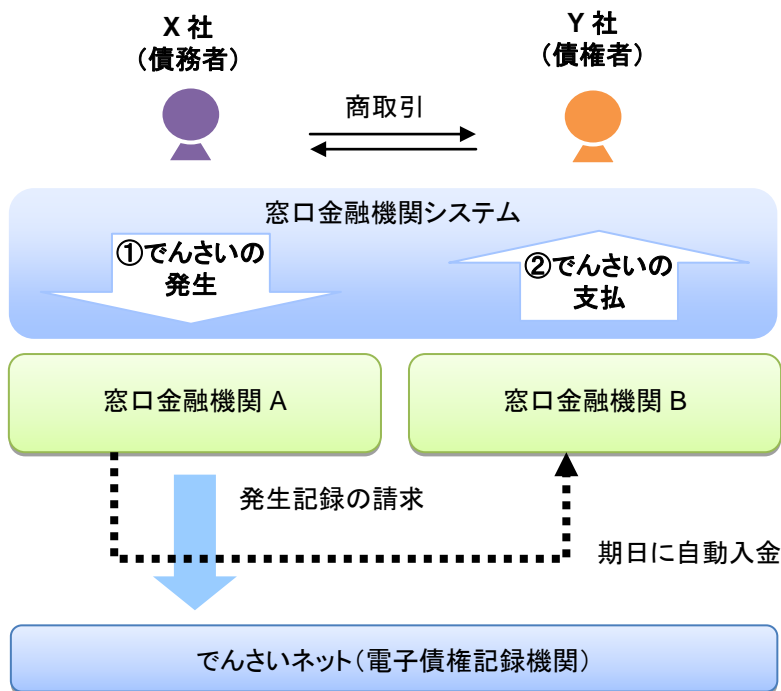 X 社
（債務者）
Y 社
（債権者）
商取引
窓口金融機関システム
①でんさいの
発生
②でんさいの
支払
窓口金融機関 A
窓口金融機関 B
発生記録の請求
期日に自動入金
でんさいネット（電子債権記録機関）